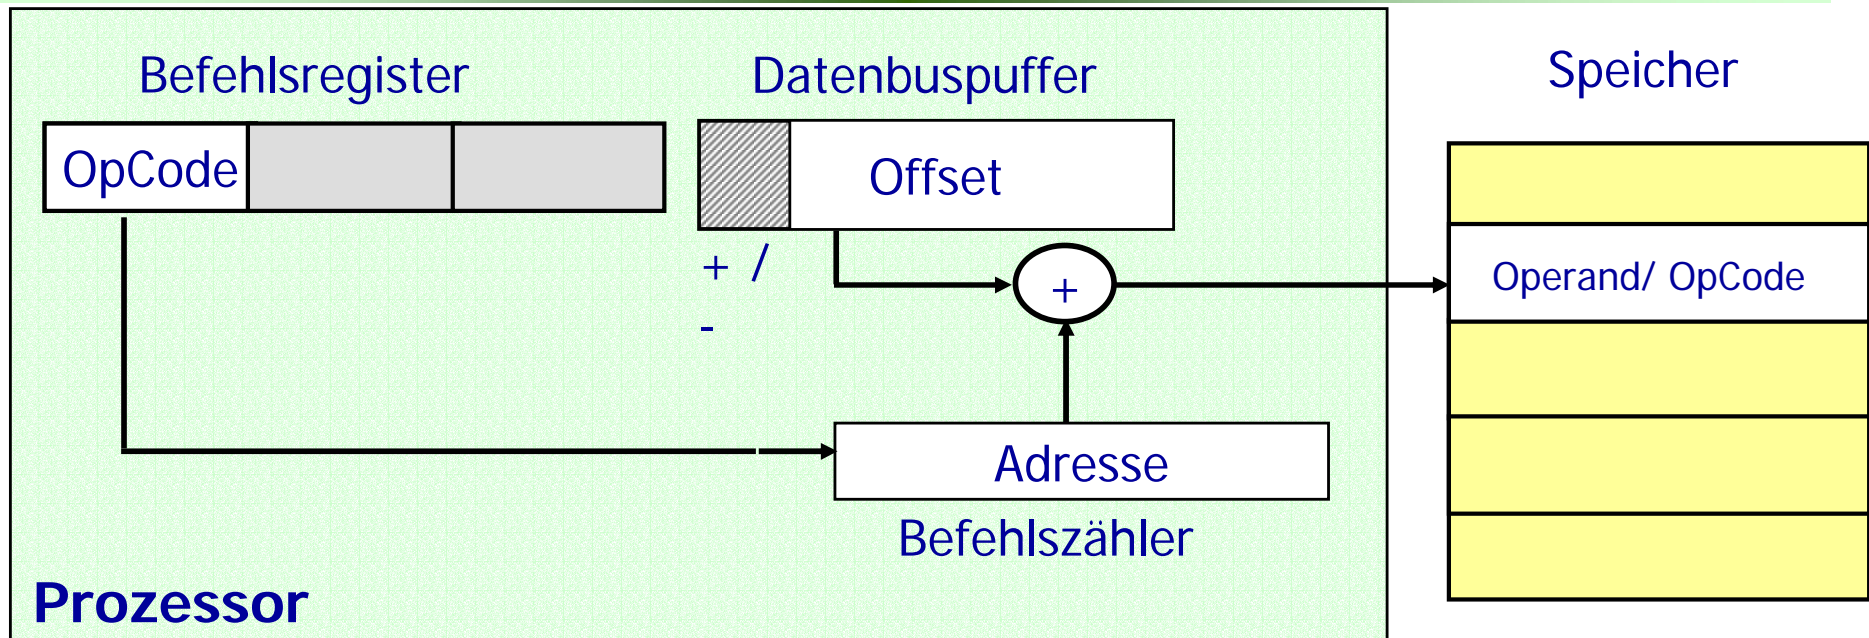 Befehlsregister
Datenbuspuffer
Speicher
OpCode
Offset
+ /
-
+
Operand/ OpCode
Adresse
Befehlszähler
Prozessor